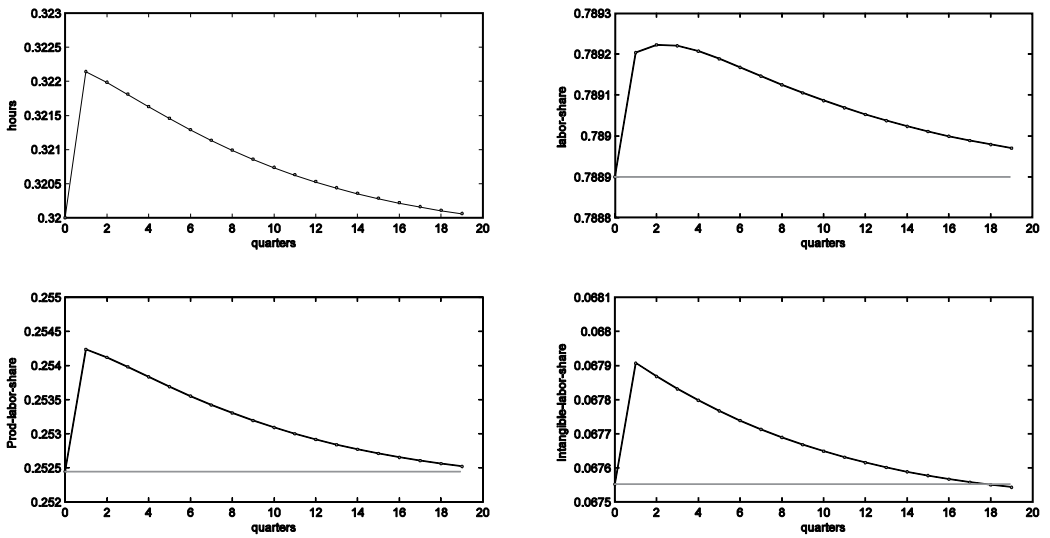 0.323
0.3225
0.322
0.3215
0.321
0.3205
0.32
hours
0 2 4 6 8 10 12 14 16 18 20
quarters
0.7893
0.7892
0.7891
0.789
0.7889
0.7888
labor-share
0 2 4 6 8 10 12 14 16 18 20
quarters
0.255
0.2545
0.254
0.2535
0.253
0.2525
0.252
Prod-labor-share
0 2 4 6 8 10 12 14 16 18 20
quarters
0.0681
0.068
0.0679
0.0678
0.0677
0.0676
0.0675
Intangible-labor-share
0 2 4 6 8 10 12 14 16 18 20
quarters